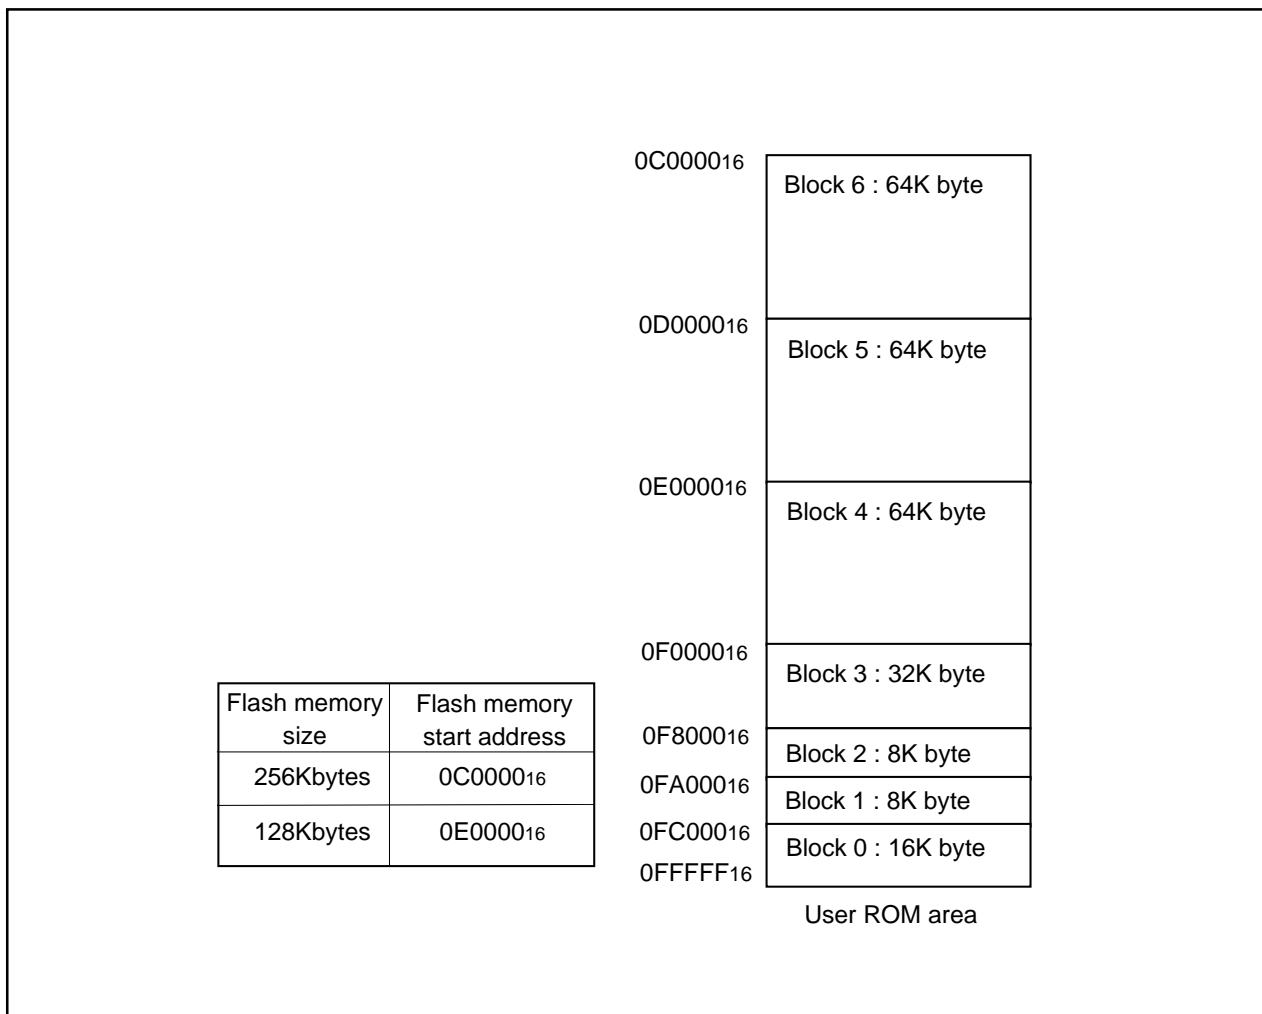 0C000016
Block 6 : 64K byte
0D000016
Block 5 : 64K byte
0E000016
Block 4 : 64K byte
0F000016
Block 3 : 32K byte
0F800016
Block 2 : 8K byte
0FA00016
Block 1 : 8K byte
0FC00016
Block 0 : 16K byte
0FFFFF16
User ROM area
Flash memory size
Flash memory start address
256Kbytes
0C000016
128Kbytes
0E000016